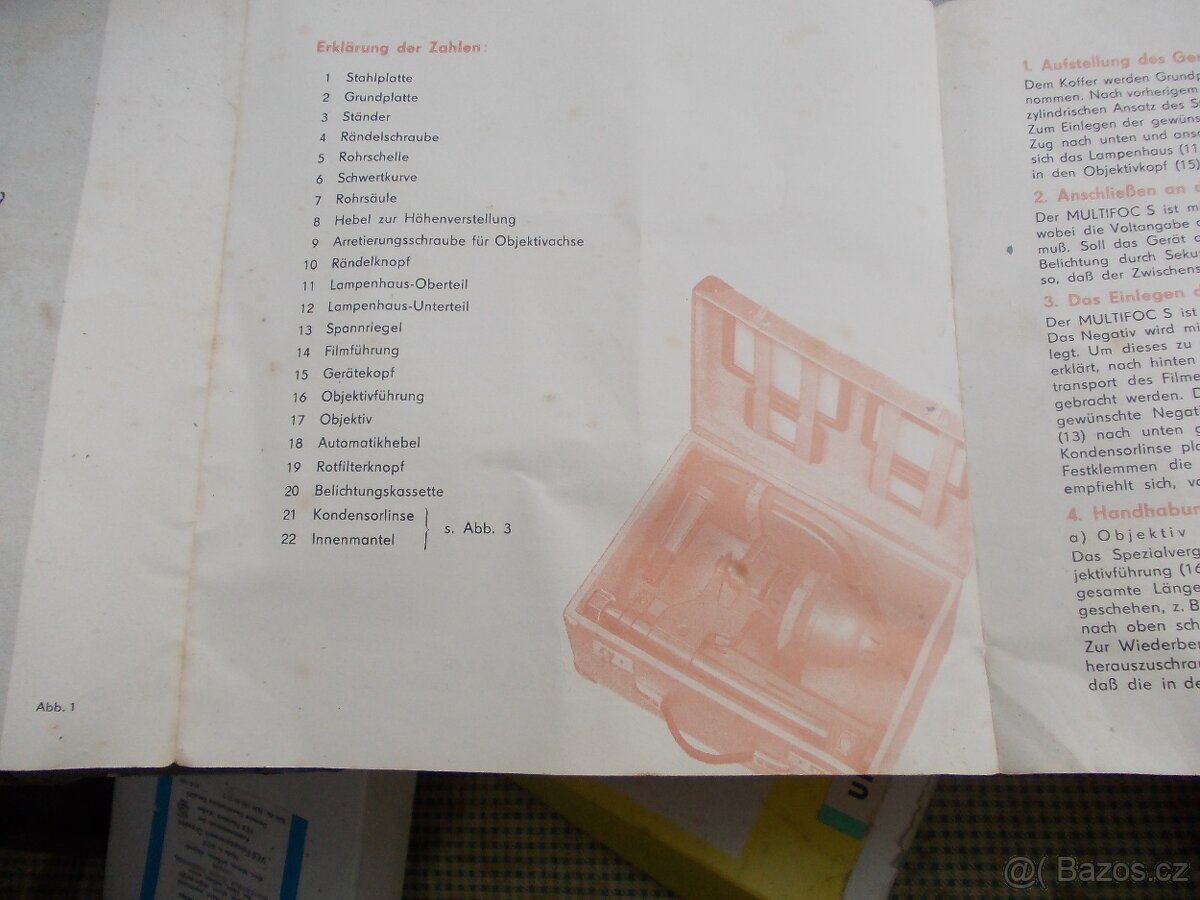 Erklärung der Zahlen:
1 Stahlplatte
2 Grundplatte
3 Ständer
4 Rändelschraube
5 Rohrschelle
6 Schwertkurve
7 Rohrsäule
8 Hebel zur Höhenverstellung
9 Arretierungsschraube für Objektivachse
10 Rändelknopf
11 Lampenhaus-Oberteil
12 Lampenhaus-Unterteil
13 Spannriegel
14 Filmführung
15 Gerätekopf
16 Objektivführung
17 Objektiv
18 Automatikhebel
19 Rotfilterknopf
20 Belichtungskassette
21 Kondensorlinse
22 Innenmantel
s. Abb. 3
Abb. 1
1. Aufstellung des Ge
Dem Koffer werden Grundp
nommen. Nach vorherigem
zylindrischen Ansatz des S
Zum Einlegen der gewüns
Zug nach unten und ans
sich das Lampenhaus (11
in den Objektivkopf (15)
2. Anschließen an d
Der MULTIFOC S ist m
wobei die Voltangabe
muß. Soll das Gerät
Belichtung durch Seku
so, daß der Zwischens
3. Das Einlegen d
Der MULTIFOC S ist
Das Negativ wird mi
legt. Um dieses zu
erklärt, nach hinten
transport des Filme
gebracht werden. D
gewünschte Negati
(13) nach unten g
Kondensorlinse pla
Festklemmen die
empfiehlt sich, vo
4. Handhabun
a) Objektiv
Das Spezialverg
jektivführung (16
gesamte Länge
geschehen, z. B
nach oben sch
Zur Wiederbe
herauszuschra
daß die in de
@( Bazos.cz